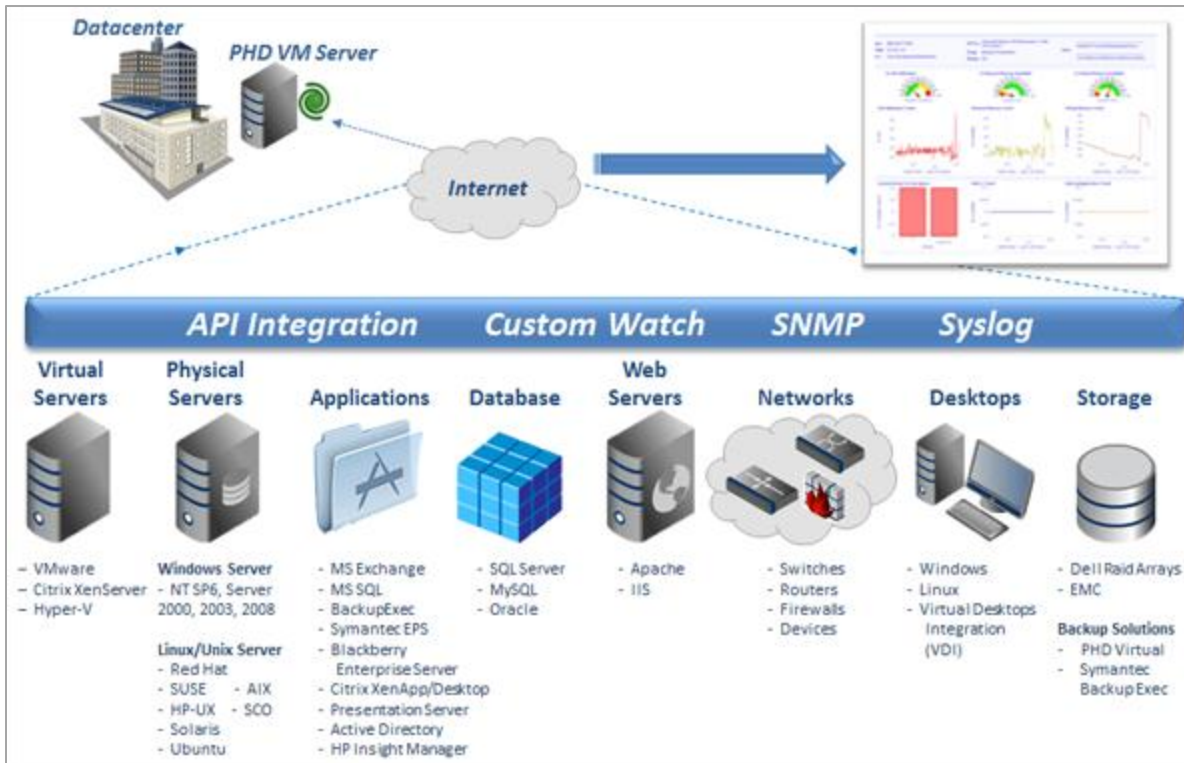 Datacenter
PHD VM Server
Internet
API Integration
Custom Watch
SNMP
Syslog
Virtual
Servers
– VMware
– Citrix XenServer
– Hyper-V
Physical
Servers
Windows Server
- NT SP6, Server
2000, 2003, 2008
Linux/Unix Server
- Red Hat
- SUSE - AIX
- HP-UX - SCO
- Solaris
- Ubuntu
Applications
- MS Exchange
- MS SQL
- BackupExec
- Symantec EPS
- Blackberry
Enterprise Server
- Citrix XenApp/Desktop
- Presentation Server
- Active Directory
- HP Insight Manager
Database
- SQL Server
- MySQL
- Oracle
Web
Servers
- Apache
- IIS
Networks
- Switches
- Routers
- Firewalls
- Devices
Desktops
- Windows
- Linux
- Virtual Desktops
Integration
(VDI)
Storage
- Dell Raid Arrays
- EMC
Backup Solutions
- PHD Virtual
- Symantec
Backup Exec